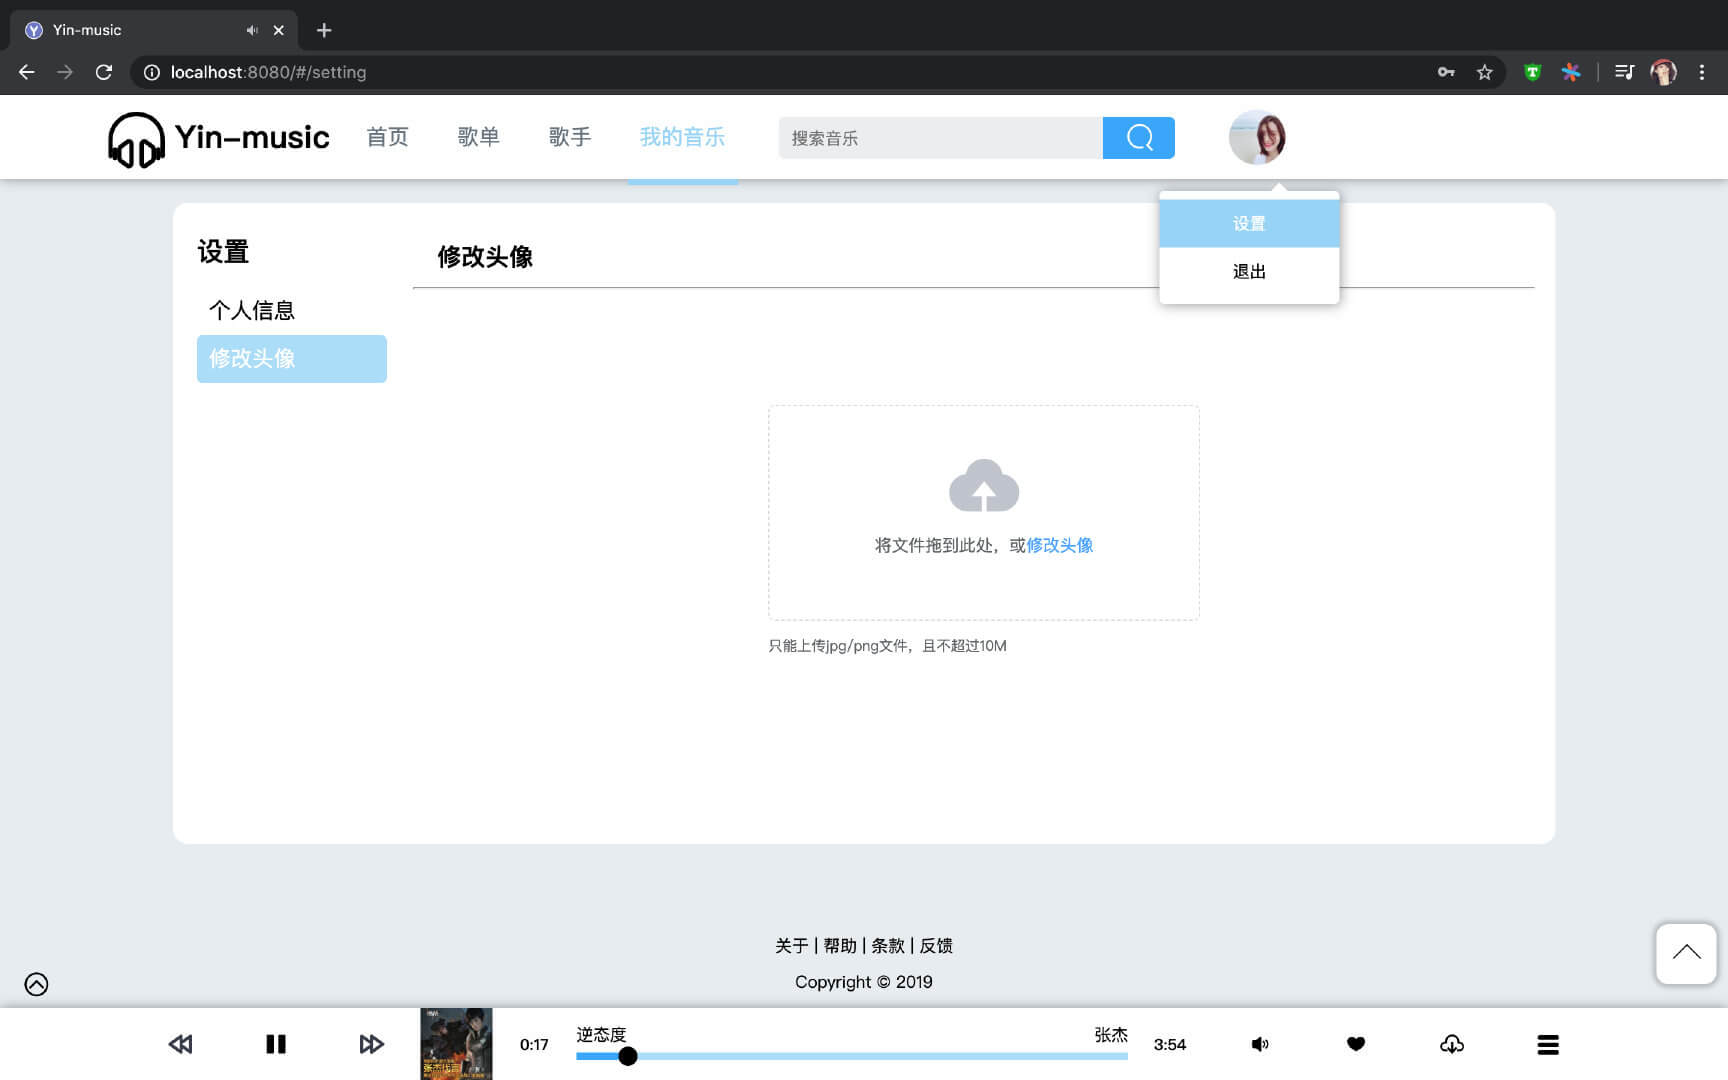 Yin-music
localhost:8080/#/setting
Yin-music 首页 歌单 歌手 我的音乐 搜索音乐
设置
退出
设置
个人信息
修改头像
修改头像
将文件拖到此处，或修改头像
只能上传jpg/png文件，且不超过10M
关于 | 帮助 | 条款 | 反馈
Copyright © 2019
张杰代言
0:17 逆态度 张杰 3:54